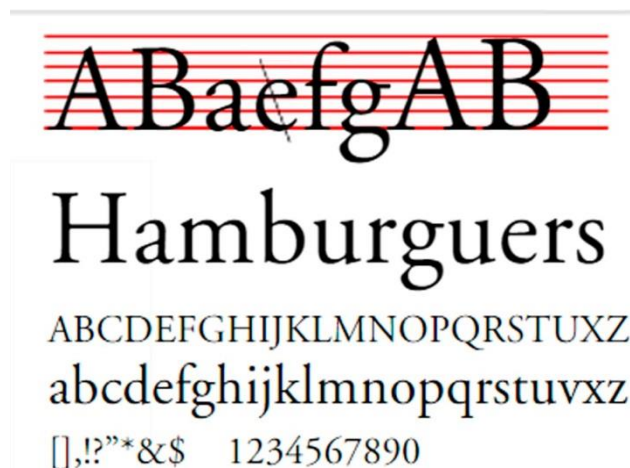 ABaefgAB
Hamburguers
ABCDEFGHIJKLMNOPQRSTUXZ
abcdefghijklmnopqrstuvxz
[],!?”*&$ 1234567890